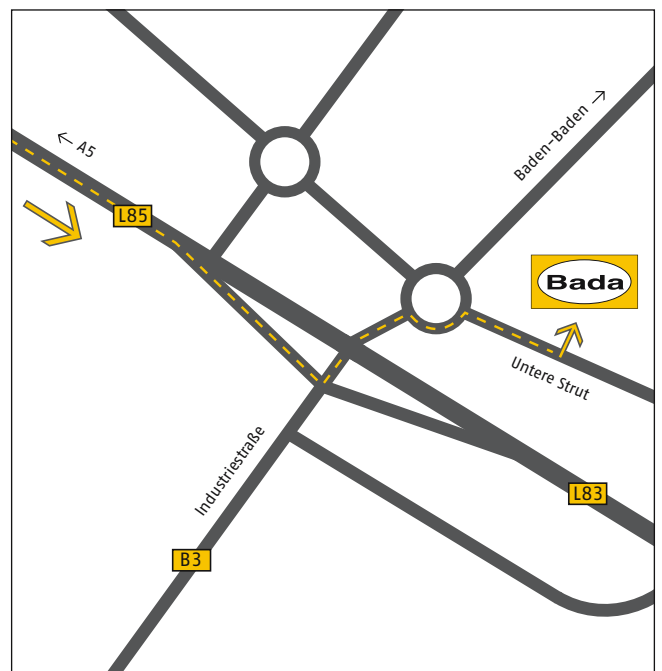 ← A5
Baden-Baden →
L85
Bada
Untere Strut
Industriestraße
L83
B3